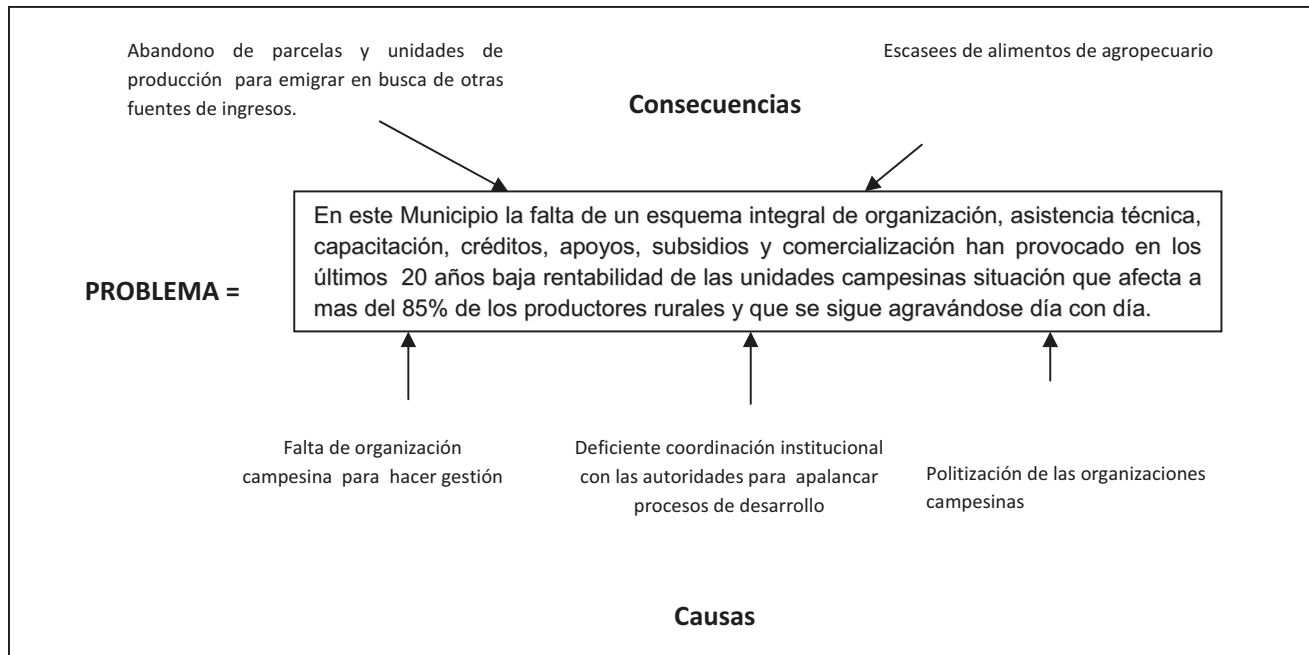 Abandono de parcelas y unidades de
producción para emigrar en busca de otras
fuentes de ingresos.
Escasees de alimentos de agropecuario
Consecuencias
PROBLEMA =
En este Municipio la falta de un esquema integral de organización, asistencia técnica,
capacitación, créditos, apoyos, subsidios y comercialización han provocado en los
últimos 20 años baja rentabilidad de las unidades campesinas situación que afecta a
mas del 85% de los productores rurales y que se sigue agravándose día con día.
Falta de organización
campesina para hacer gestión
Deficiente coordinación institucional
con las autoridades para apalancar
procesos de desarrollo
Politización de las organizaciones
campesinas
Causas